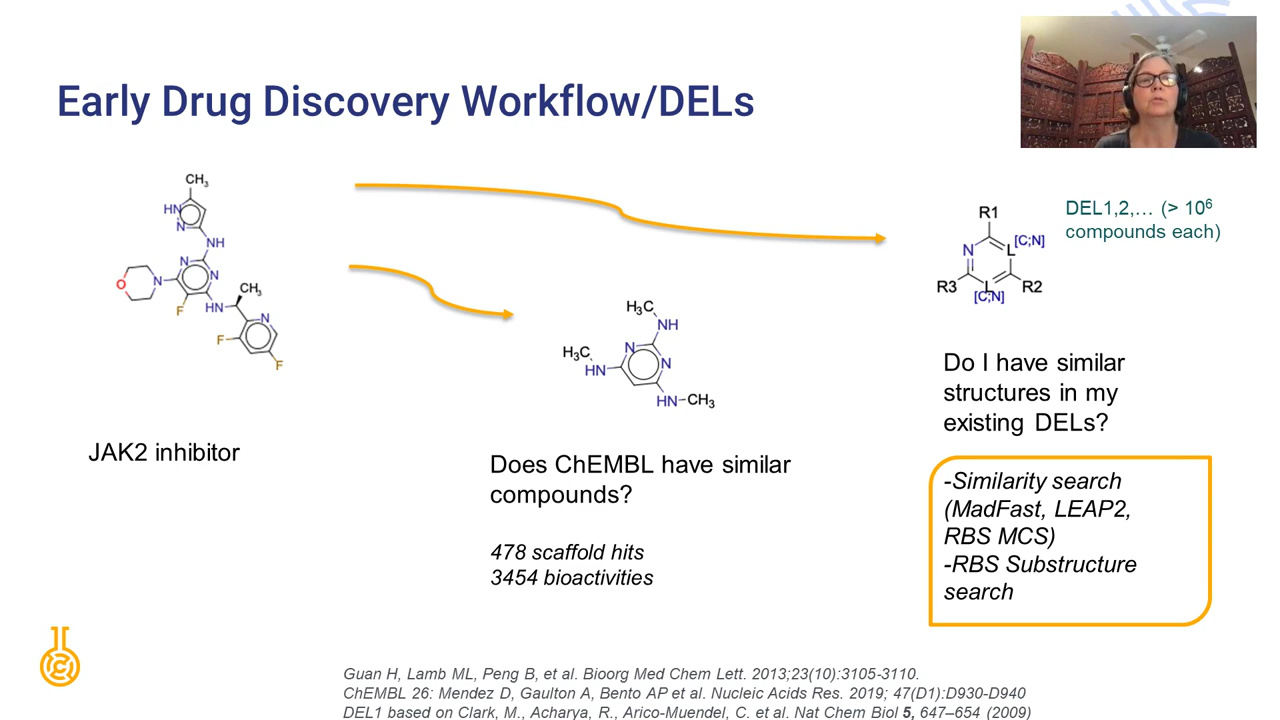 Early Drug Discovery Workflow/DELs
CH₃
HN
N
NH
N
N
N
O
F
HN
CH₃
N
F
F
JAK2 inhibitor
H₃C
NH
H₃C
HN
N
N
HN-CH₃
Does ChEMBL have similar
compounds?
478 scaffold hits
3454 bioactivities
R1
N
L
[C;N]
R3
L
R2
[C;N]
DEL1,2,… (> 10⁶
compounds each)
Do I have similar
structures in my
existing DELs?
-Similarity search
(MadFast, LEAP2,
RBS MCS)
-RBS Substructure
search
Guan H, Lamb ML, Peng B, et al. Bioorg Med Chem Lett. 2013;23(10):3105-3110.
ChEMBL 26: Mendez D, Gaulton A, Bento AP et al. Nucleic Acids Res. 2019; 47(D1):D930-D940
DEL1 based on Clark, M., Acharya, R., Arico-Muendel, C. et al. Nat Chem Biol 5, 647–654 (2009)